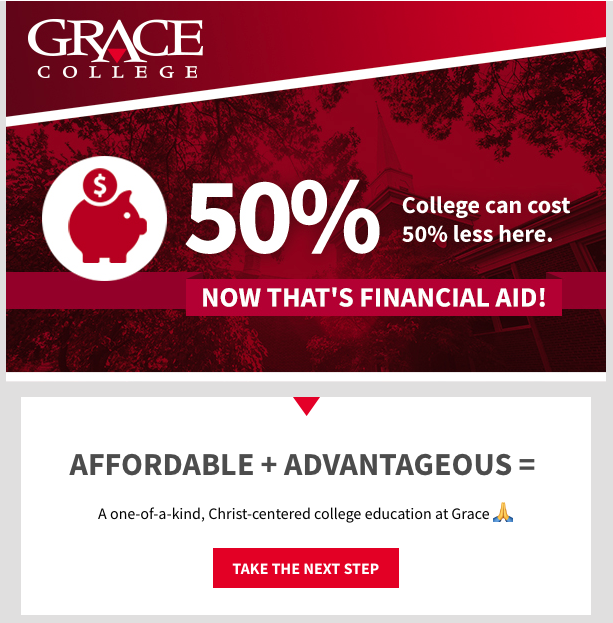 GRACE
COLLEGE
$
50%
College can cost
50% less here.
NOW THAT'S FINANCIAL AID!
AFFORDABLE + ADVANTAGEOUS =
A one-of-a-kind, Christ-centered college education at Grace 🙏
TAKE THE NEXT STEP